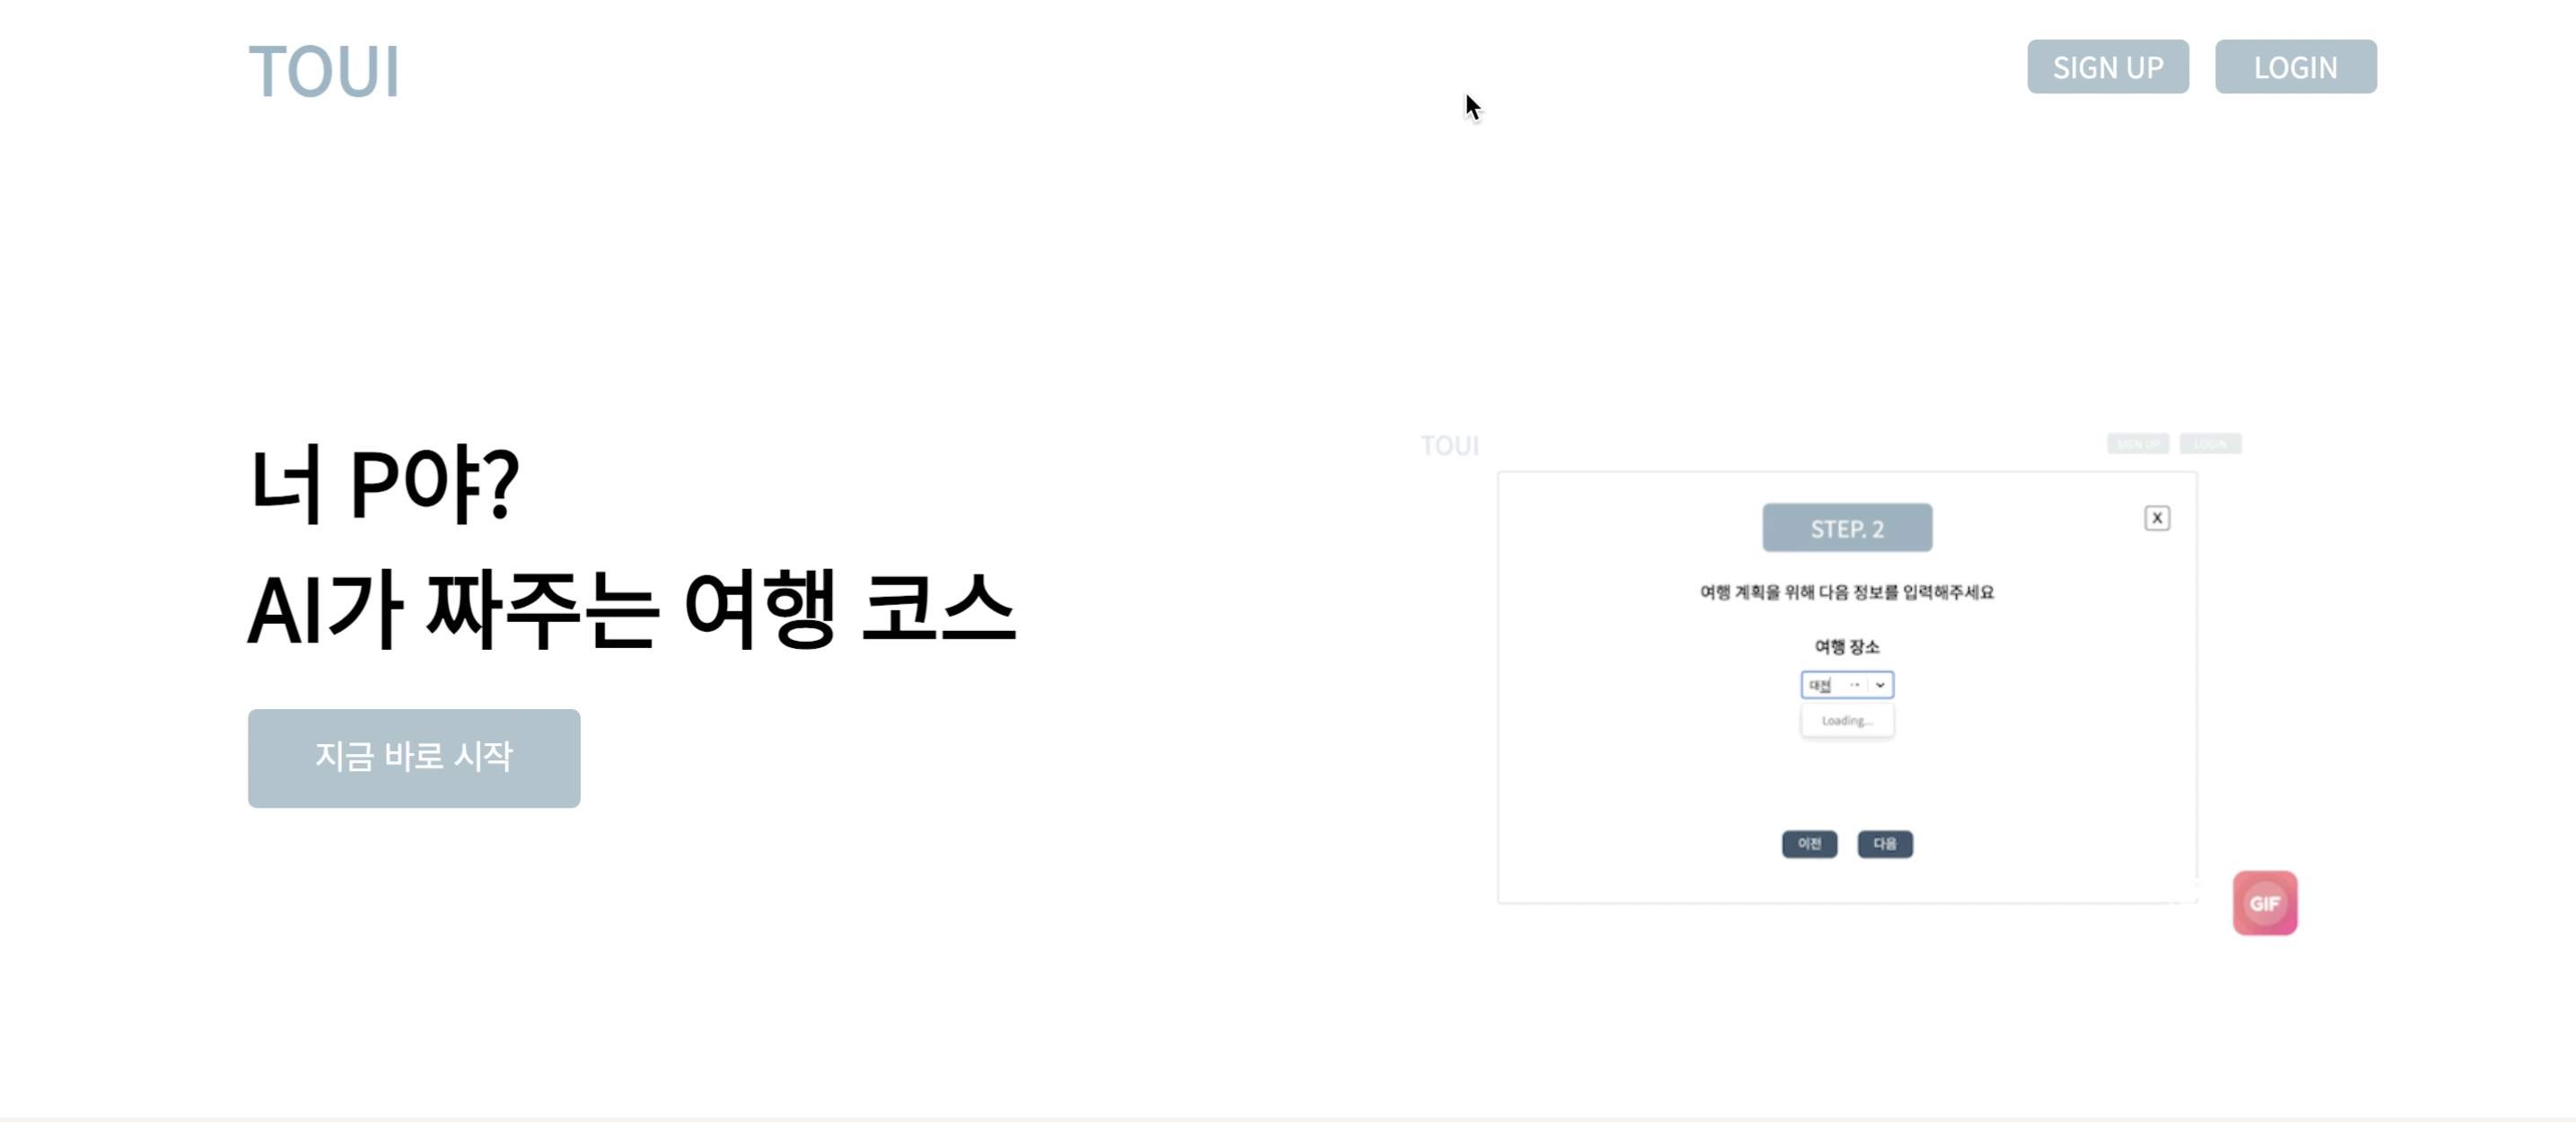 TOUI
SIGN UP
LOGIN
너 P야?
AI가 짜주는 여행 코스
지금 바로 시작
TOUI
SIGN UP
LOGIN
STEP. 2
X
여행 계획을 위해 다음 정보를 입력해주세요
여행 장소
대전
Loading...
이전
다음
GIF